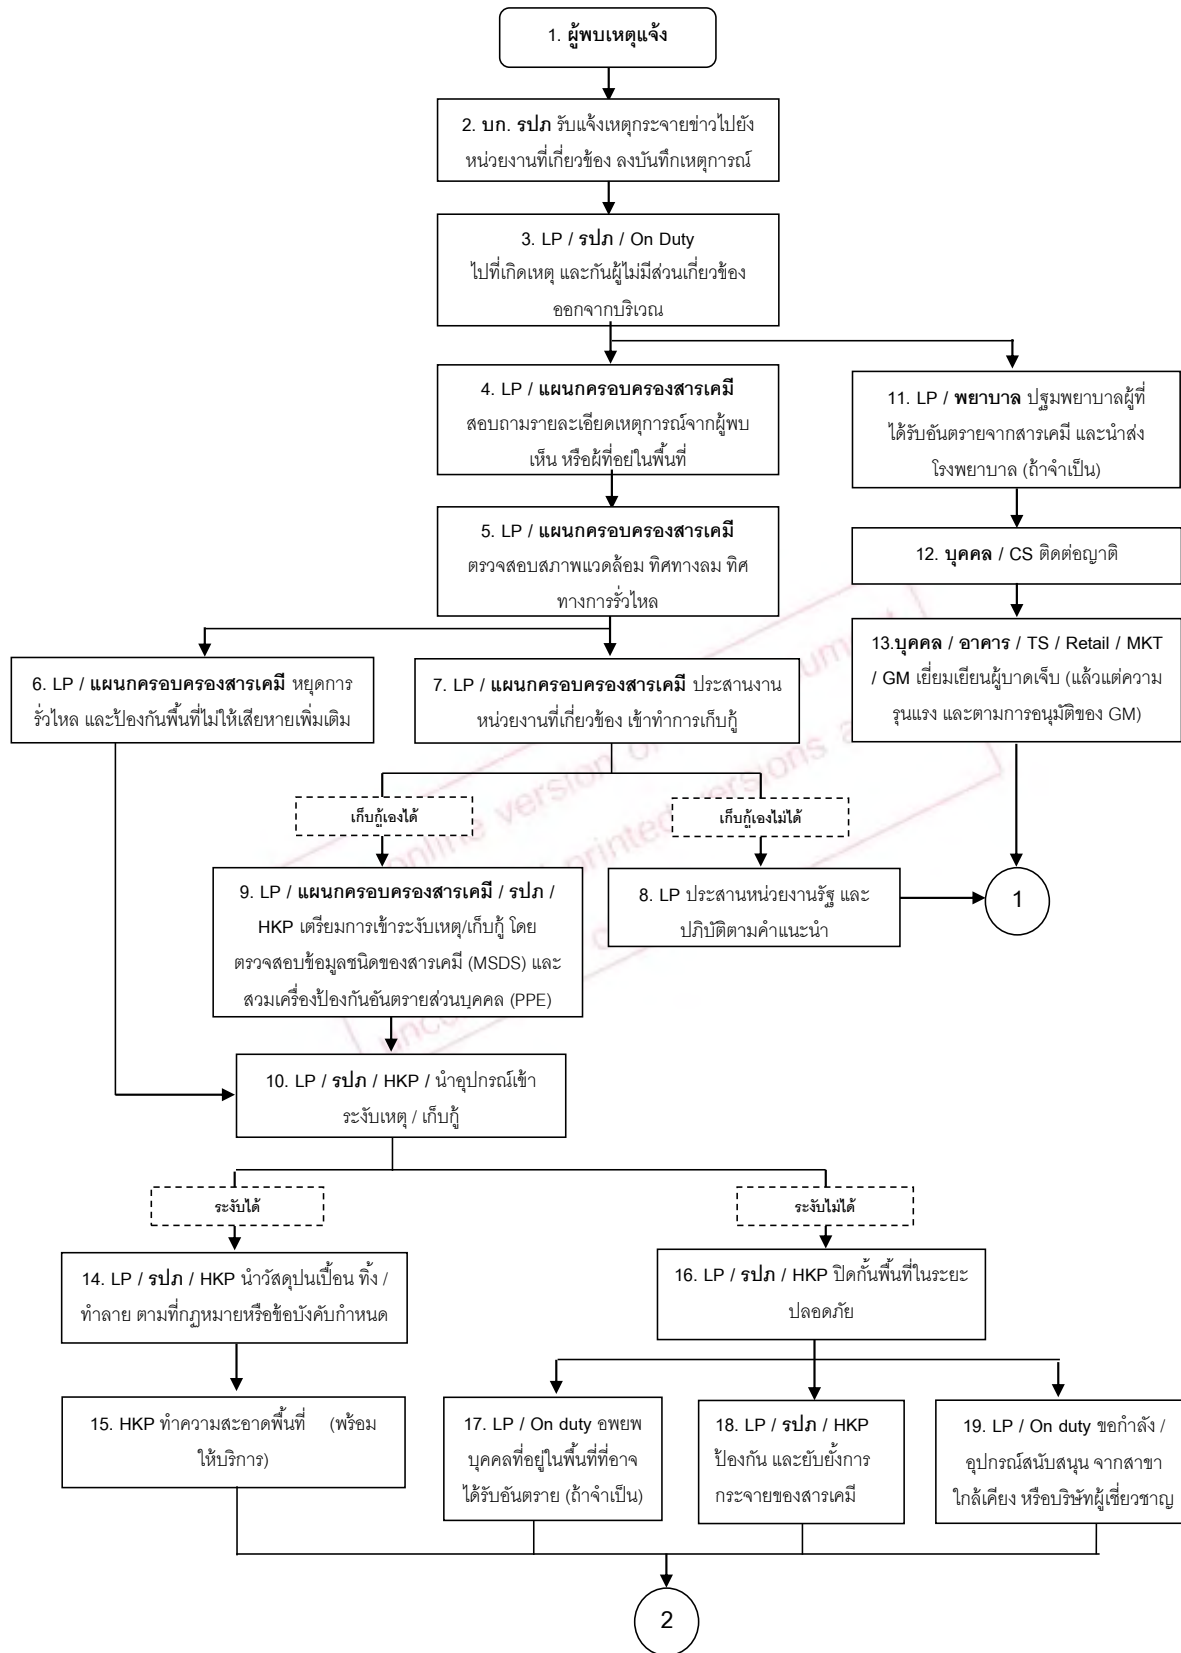 1. ผู้พบเหตุแจ้ง
2. บก. รปภ รับแจ้งเหตุกระจายข่าวไปยัง
หน่วยงานที่เกี่ยวข้อง ลงบันทึกเหตุการณ์
3. LP / รปภ / On Duty
ไปที่เกิดเหตุ และกันผู้ไม่มีส่วนเกี่ยวข้อง
ออกจากบริเวณ
4. LP / แผนกครอบครองสารเคมี
สอบถามรายละเอียดเหตุการณ์จากผู้พบ
เห็น หรือผู้ที่อยู่ในพื้นที่
11. LP / พยาบาล ปฐมพยาบาลผู้ที่
ได้รับอันตรายจากสารเคมี และนำส่ง
โรงพยาบาล (ถ้าจำเป็น)
5. LP / แผนกครอบครองสารเคมี
ตรวจสอบสภาพแวดล้อม ทิศทางลม ทิศ
ทางการรั่วไหล
12. บุคคล / CS ติดต่อญาติ
6. LP / แผนกครอบครองสารเคมี หยุดการ
รั่วไหล และป้องกันพื้นที่ไม่ให้เสียหายเพิ่มเติม
7. LP / แผนกครอบครองสารเคมี ประสานงาน
หน่วยงานที่เกี่ยวข้อง เข้าทำการเก็บกู้
13.บุคคล / อาคาร / TS / Retail / MKT
/ GM เยี่ยมเยียนผู้บาดเจ็บ (แล้วแต่ความ
รุนแรง และตามการอนุมัติของ GM)
เก็บกู้เองได้
เก็บกู้เองไม่ได้
9. LP / แผนกครอบครองสารเคมี / รปภ /
HKP เตรียมการเข้าระงับเหตุ/เก็บกู้ โดย
ตรวจสอบข้อมูลชนิดของสารเคมี (MSDS) และ
สวมเครื่องป้องกันอันตรายส่วนบุคคล (PPE)
8. LP ประสานหน่วยงานรัฐ และ
ปฏิบัติตามคำแนะนำ
1
10. LP / รปภ / HKP / นำอุปกรณ์เข้า
ระงับเหตุ / เก็บกู้
ระงับได้
ระงับไม่ได้
14. LP / รปภ / HKP นำวัสดุปนเปื้อน ทิ้ง /
ทำลาย ตามที่กฎหมายหรือข้อบังคับกำหนด
16. LP / รปภ / HKP ปิดกั้นพื้นที่ในระยะ
ปลอดภัย
15. HKP ทำความสะอาดพื้นที่ (พร้อม
ให้บริการ)
17. LP / On duty อพยพ
บุคคลที่อยู่ในพื้นที่ที่อาจ
ได้รับอันตราย (ถ้าจำเป็น)
18. LP / รปภ / HKP
ป้องกัน และยับยั้งการ
กระจายของสารเคมี
19. LP / On duty ขอกำลัง /
อุปกรณ์สนับสนุน จากสาขา
ใกล้เคียง หรือบริษัทผู้เชี่ยวชาญ
2